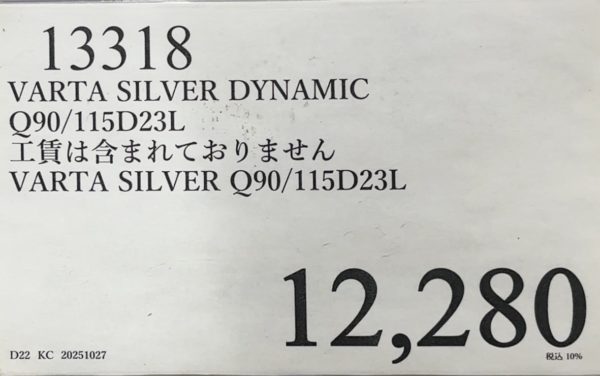 13318
VARTA SILVER DYNAMIC
Q90/115D23L
工賃は含まれておりません
VARTA SILVER Q90/115D23L
12,280
D22 KC 20251027
税込 10%